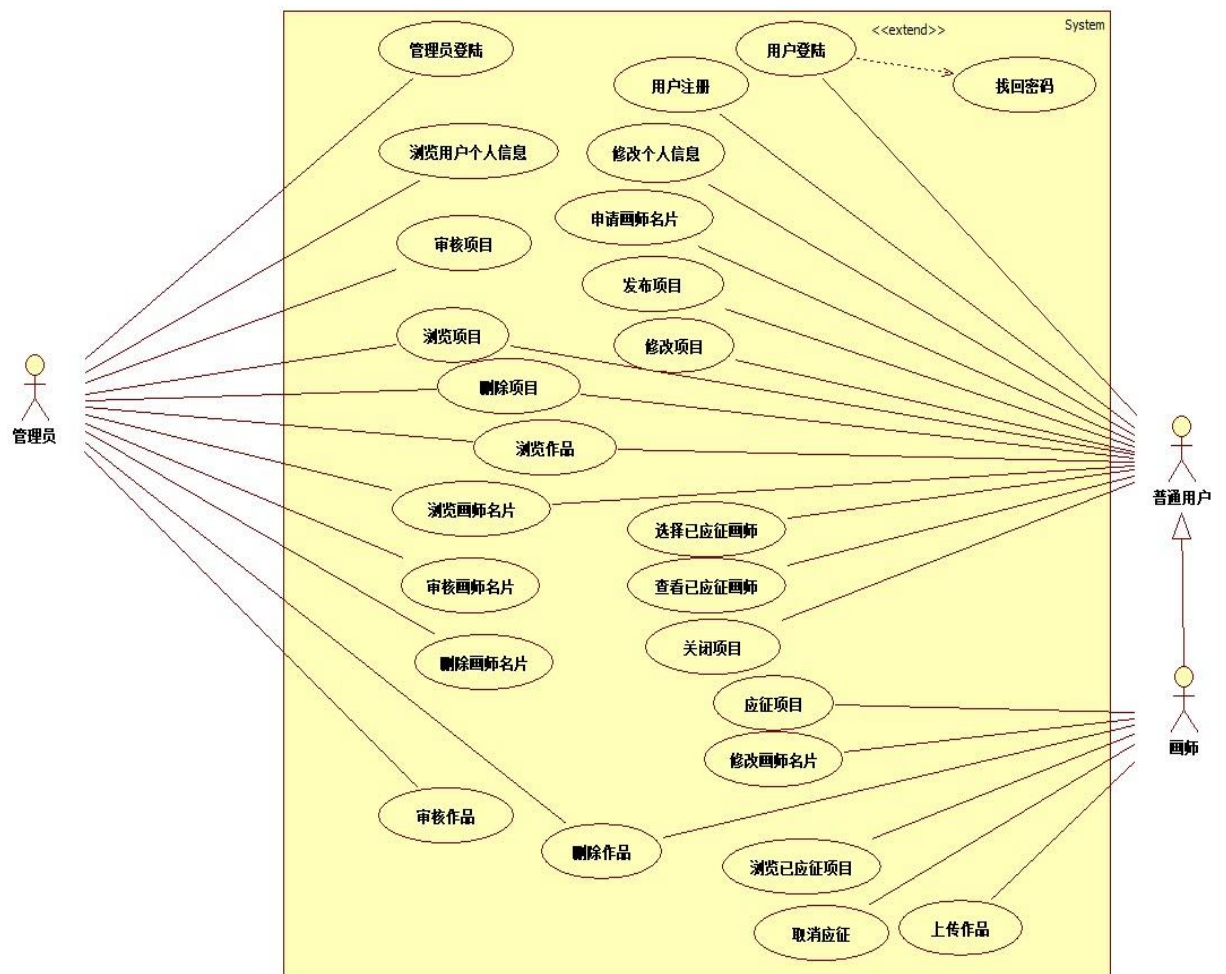 System
<<extend>>
管理员登陆
用户登陆
找回密码
用户注册
浏览用户个人信息
修改个人信息
申请画师名片
审核项目
发布项目
浏览项目
修改项目
删除项目
管理员
浏览作品
普通用户
浏览画师名片
选择已应征画师
审核画师名片
查看已应征画师
关闭项目
删除画师名片
应征项目
画师
修改画师名片
审核作品
删除作品
浏览已应征项目
取消应征
上传作品